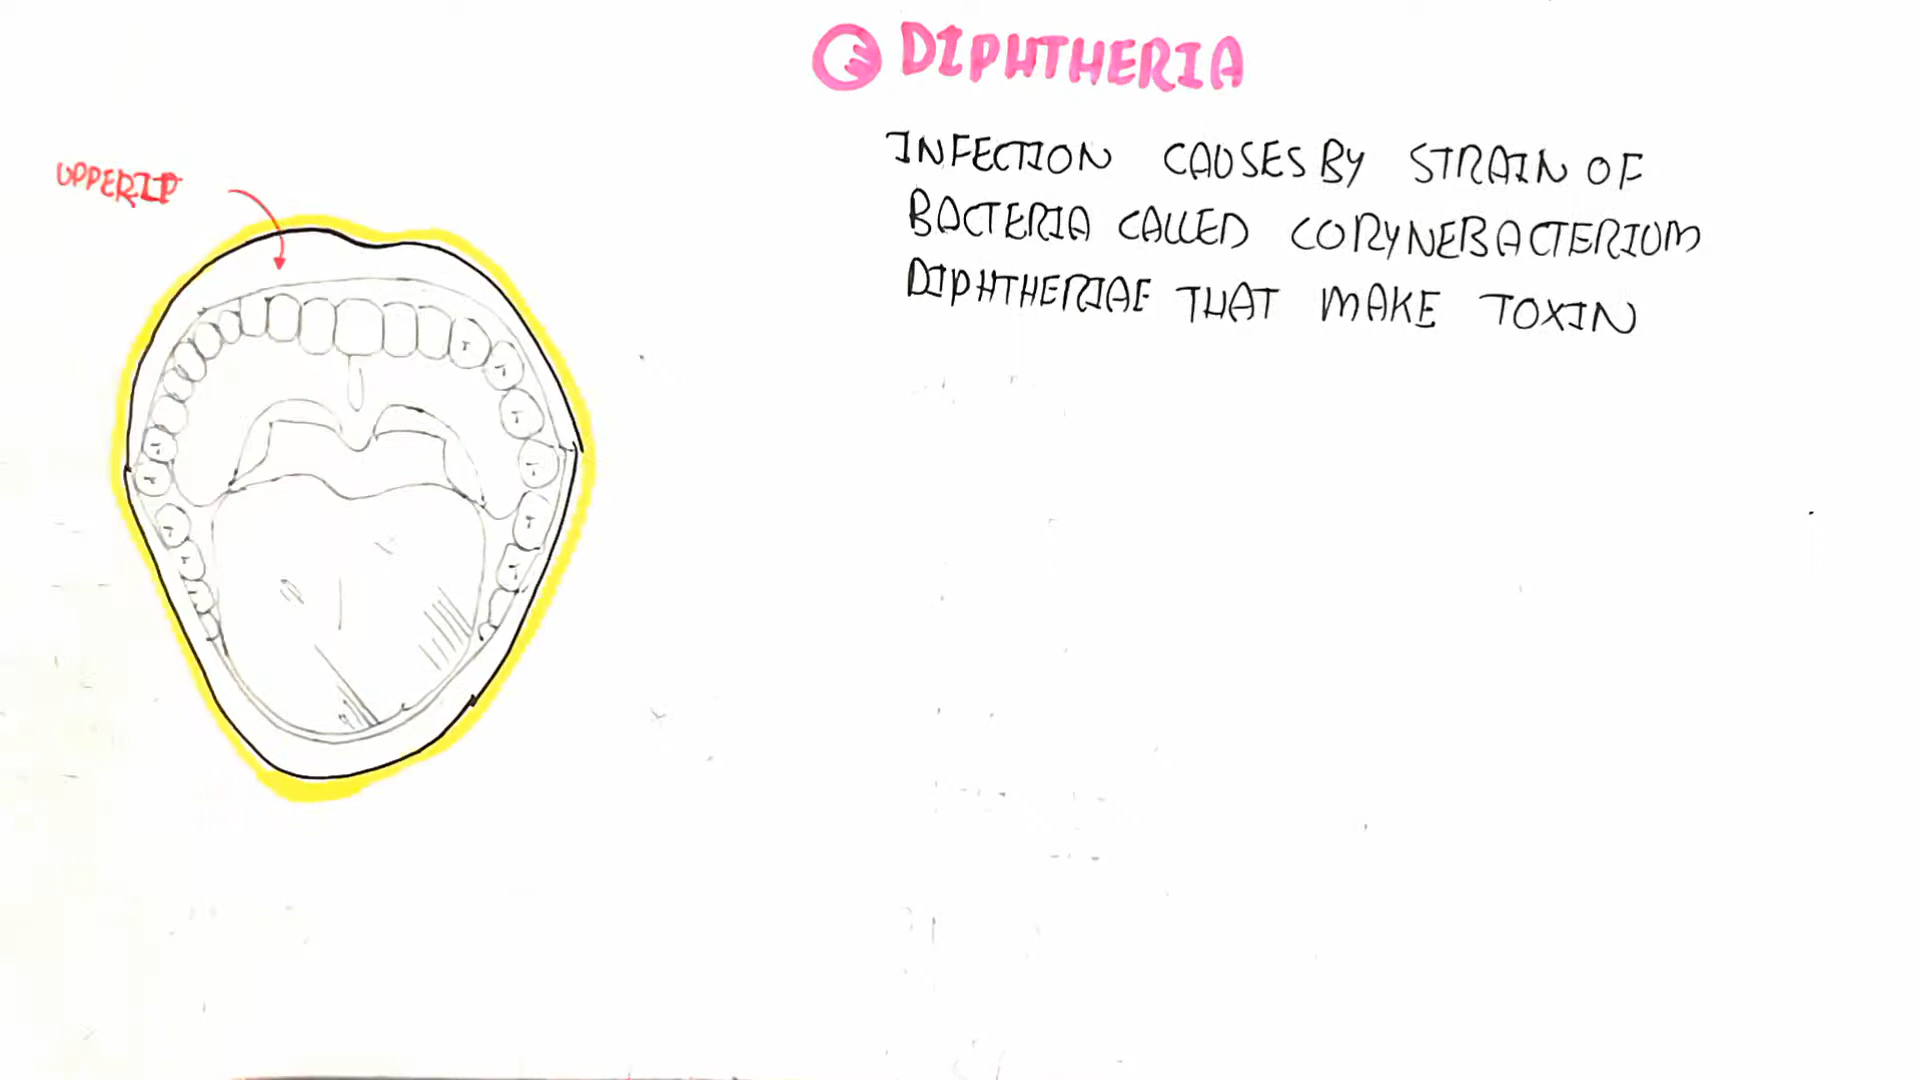 DIPHTHERIA
INFECTION CAUSES BY STRAIN OF
BACTERIA CALLED CORYNEBACTERIUM
DIPHTHERIAE THAT MAKE TOXIN
UPPERLIP